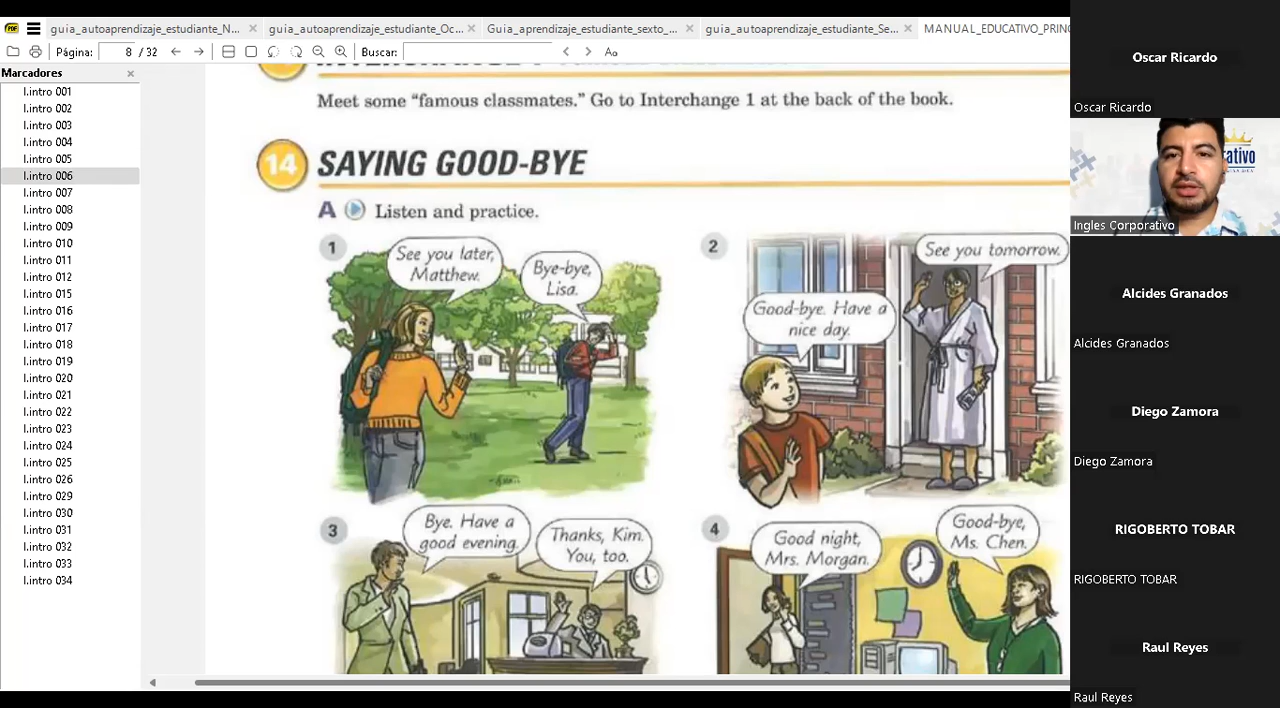 guia_autoaprendizaje_estudiante_N...
guia_autoaprendizaje_estudiante_Oc...
Guia_aprendizaje_estudiante_sexto_...
guia_autoaprendizaje_estudiante_Se...
MANUAL_EDUCATIVO_PRINC
Página: 8 / 32
Buscar:
Marcadores
I.intro 001
I.intro 002
I.intro 003
I.intro 004
I.intro 005
I.intro 006
I.intro 007
I.intro 008
I.intro 009
I.intro 010
I.intro 011
I.intro 012
I.intro 015
I.intro 016
I.intro 017
I.intro 018
I.intro 019
I.intro 020
I.intro 021
I.intro 022
I.intro 023
I.intro 024
I.intro 025
I.intro 026
I.intro 029
I.intro 030
I.intro 031
I.intro 032
I.intro 033
I.intro 034
Meet some “famous classmates.” Go to Interchange 1 at the back of the book.
14 SAYING GOOD-BYE
A Listen and practice.
1
See you later,
Matthew.
Bye-bye,
Lisa.
2
Good-bye. Have a
nice day.
See you tomorrow.
3
Bye. Have a
good evening.
Thanks, Kim.
You, too.
4
Good night,
Mrs. Morgan.
Good-bye,
Ms. Chen.
Oscar Ricardo
Oscar Ricardo
rativo
Ingles Corporativo
Alcides Granados
Alcides Granados
Diego Zamora
Diego Zamora
RIGOBERTO TOBAR
RIGOBERTO TOBAR
Raul Reyes
Raul Reyes